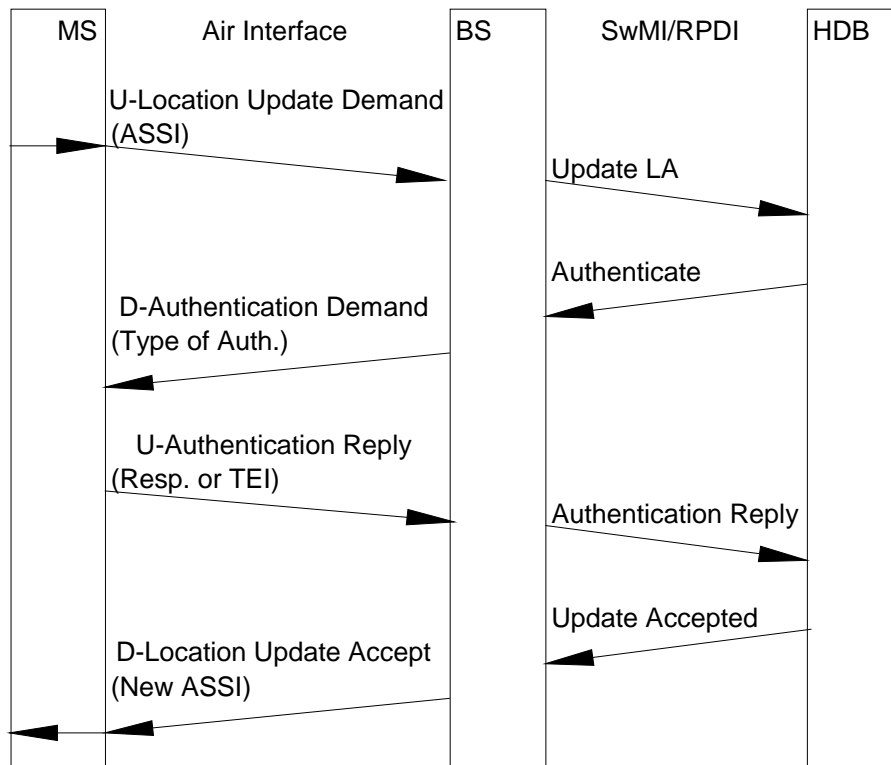 MS Air Interface BS SwMI/RPDI HDB
U-Location Update Demand
(ASSI)
Update LA
Authenticate
D-Authentication Demand
(Type of Auth.)
U-Authentication Reply
(Resp. or TEI)
Authentication Reply
Update Accepted
D-Location Update Accept
(New ASSI)